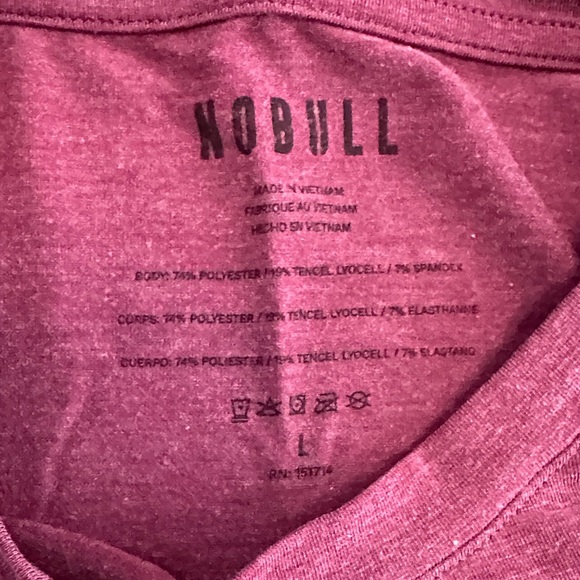 NOBULL
MADE IN VIETNAM
FABRIQUE AU VIETNAM
HECHO EN VIETNAM
BODY: 74% POLYESTER / 19% TENCEL LYOCELL / 7% SPANDEX
CORPS: 74% POLYESTER / 19% TENCEL LYOCELL / 7% ELASTHANNE
CUERPO: 74% POLIESTER / 19% TENCEL LYOCELL / 7% ELASTANO
L
RN: 151714